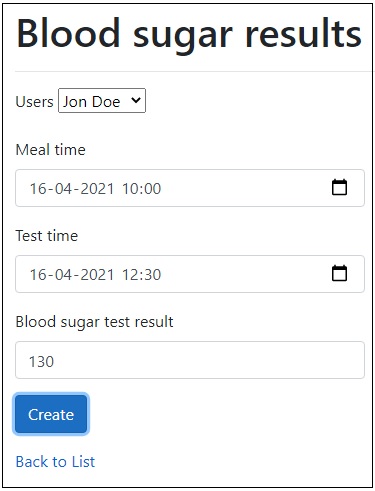 Blood sugar results
Users Jon Doe
Meal time
16-04-2021 10:00
Test time
16-04-2021 12:30
Blood sugar test result
130
Create
Back to List